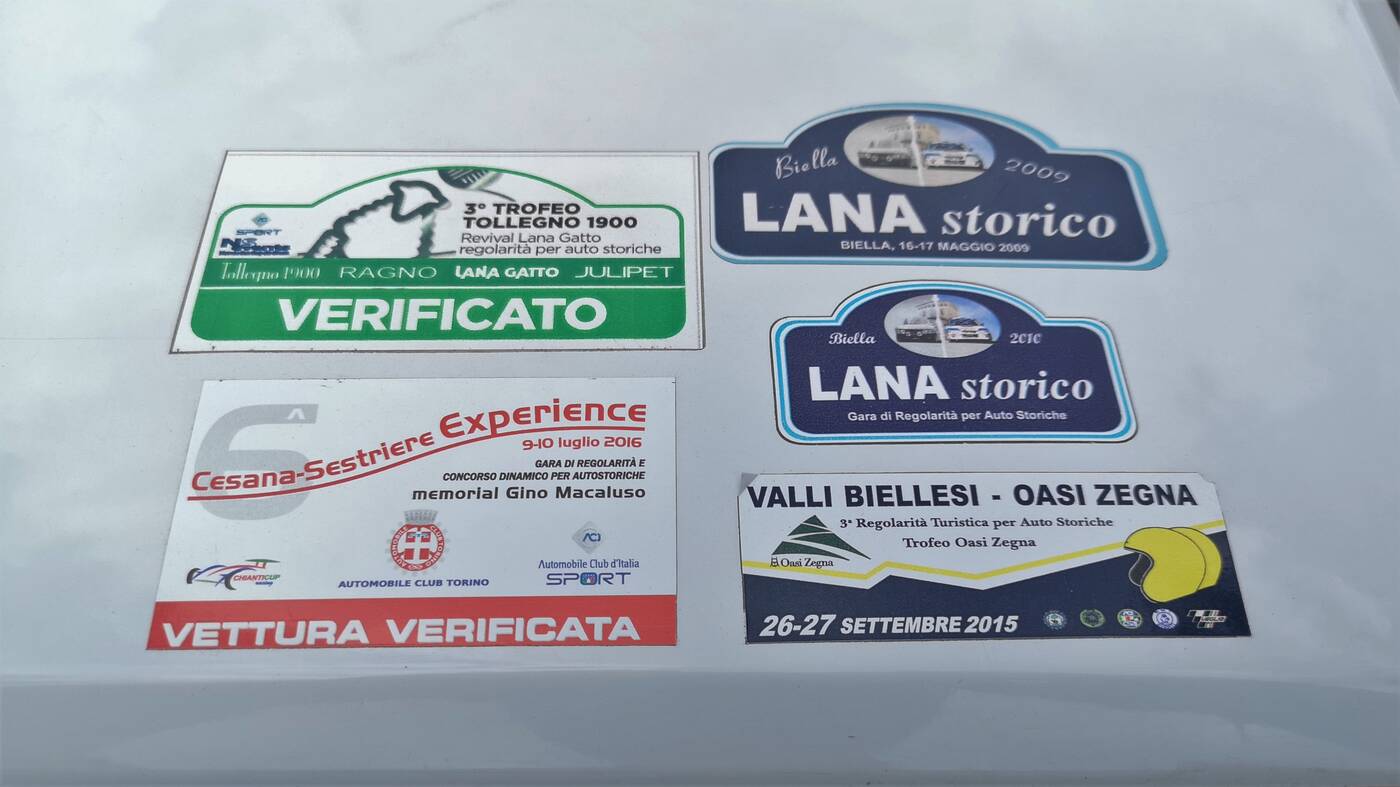 3° TROFEO
TOLLEGNO 1900
Revival Lana Gatto
regolarità per auto storiche
SPORT
Tollegno 1900 RAGNO LANA GATTO JULIPET
VERIFICATO
Biella 2009
LANA storico
BIELLA, 16-17 MAGGIO 2009
Biella 2010
LANA storico
Gara di Regolarità per Auto Storiche
6^
Cesana-Sestriere Experience
9-10 luglio 2016
GARA DI REGOLARITÀ E
CONCORSO DINAMICO PER AUTOSTORICHE
memorial Gino Macaluso
CHIANTICUP
AUTOMOBILE CLUB TORINO
ACI
Automobile Club d'Italia
SPORT
VETTURA VERIFICATA
VALLI BIELLESI - OASI ZEGNA
3ª Regolarità Turistica per Auto Storiche
Trofeo Oasi Zegna
Oasi Zegna
26-27 SETTEMBRE 2015